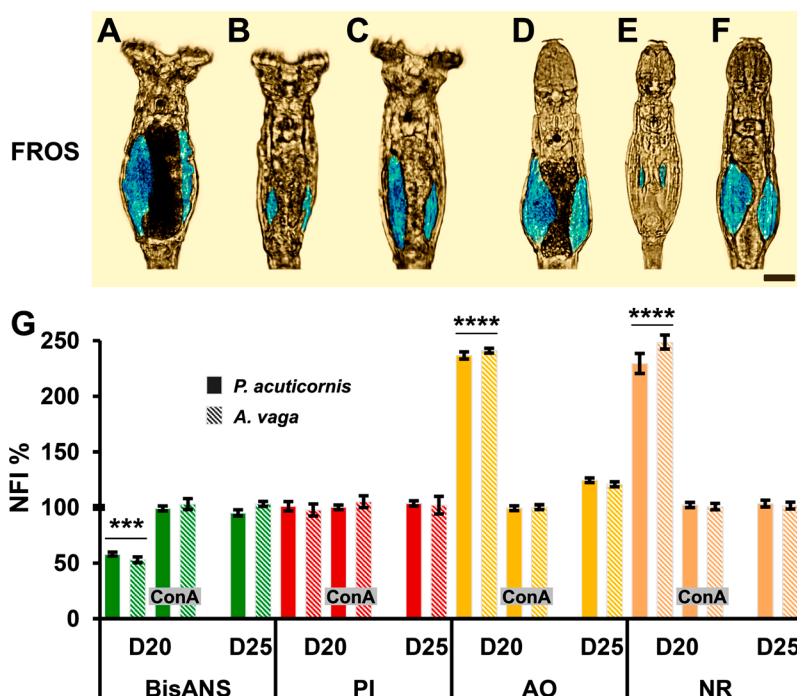 A B C D E F
FROS
G
250
200
150
100
50
0
NFI %
P. acuticornis
A. vaga
*** **** ****
ConA ConA ConA
D20 D25 D20 D25 D20 D25 D20 D25
BisANS PI AO NR